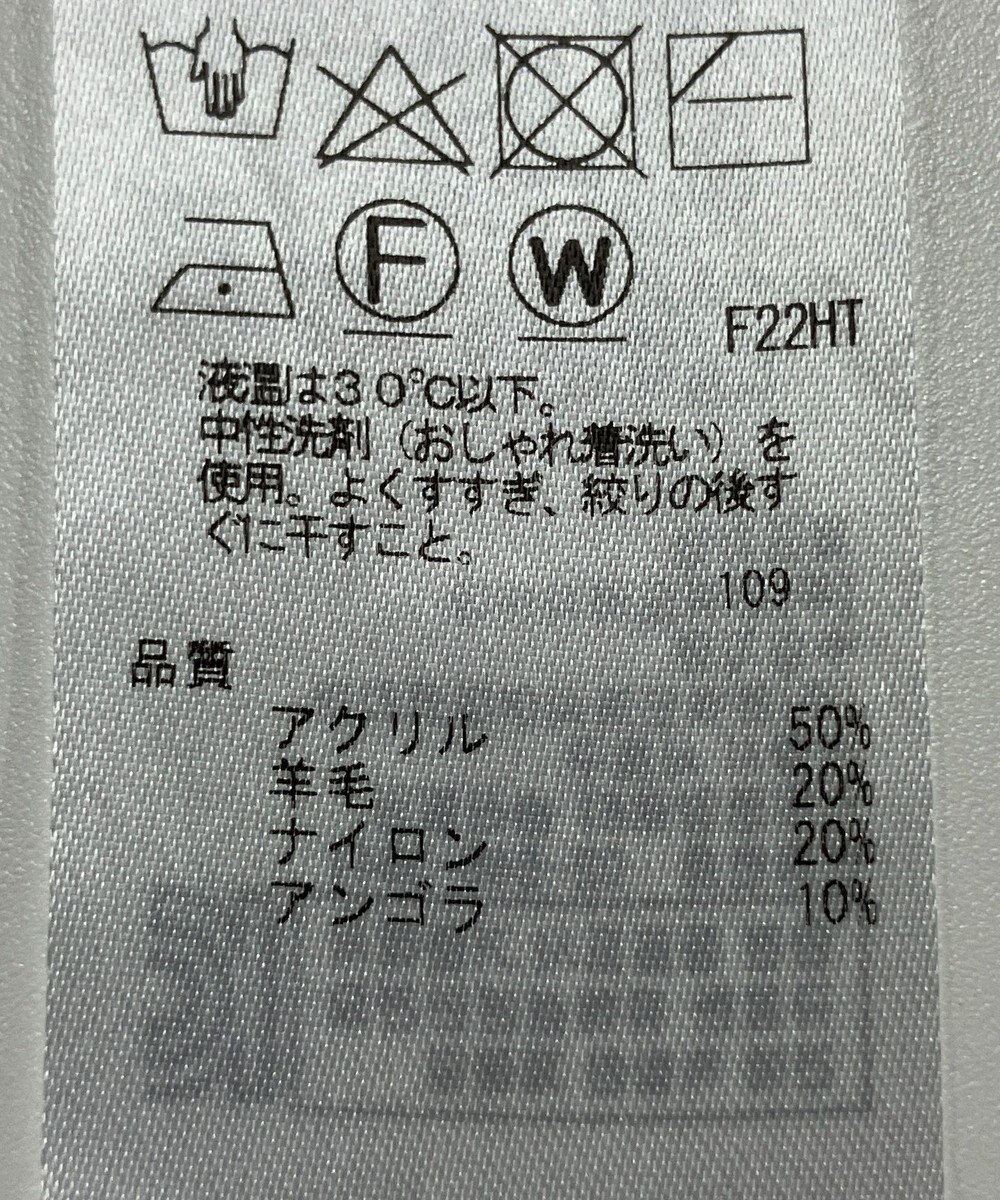 F
W
F22HT
液温は30℃以下。
中性洗剤（おしゃれ着洗い）を
使用。よくすすぎ、絞りの後す
ぐに干すこと。
109
品質
アクリル 50%
羊毛 20%
ナイロン 20%
アンゴラ 10%